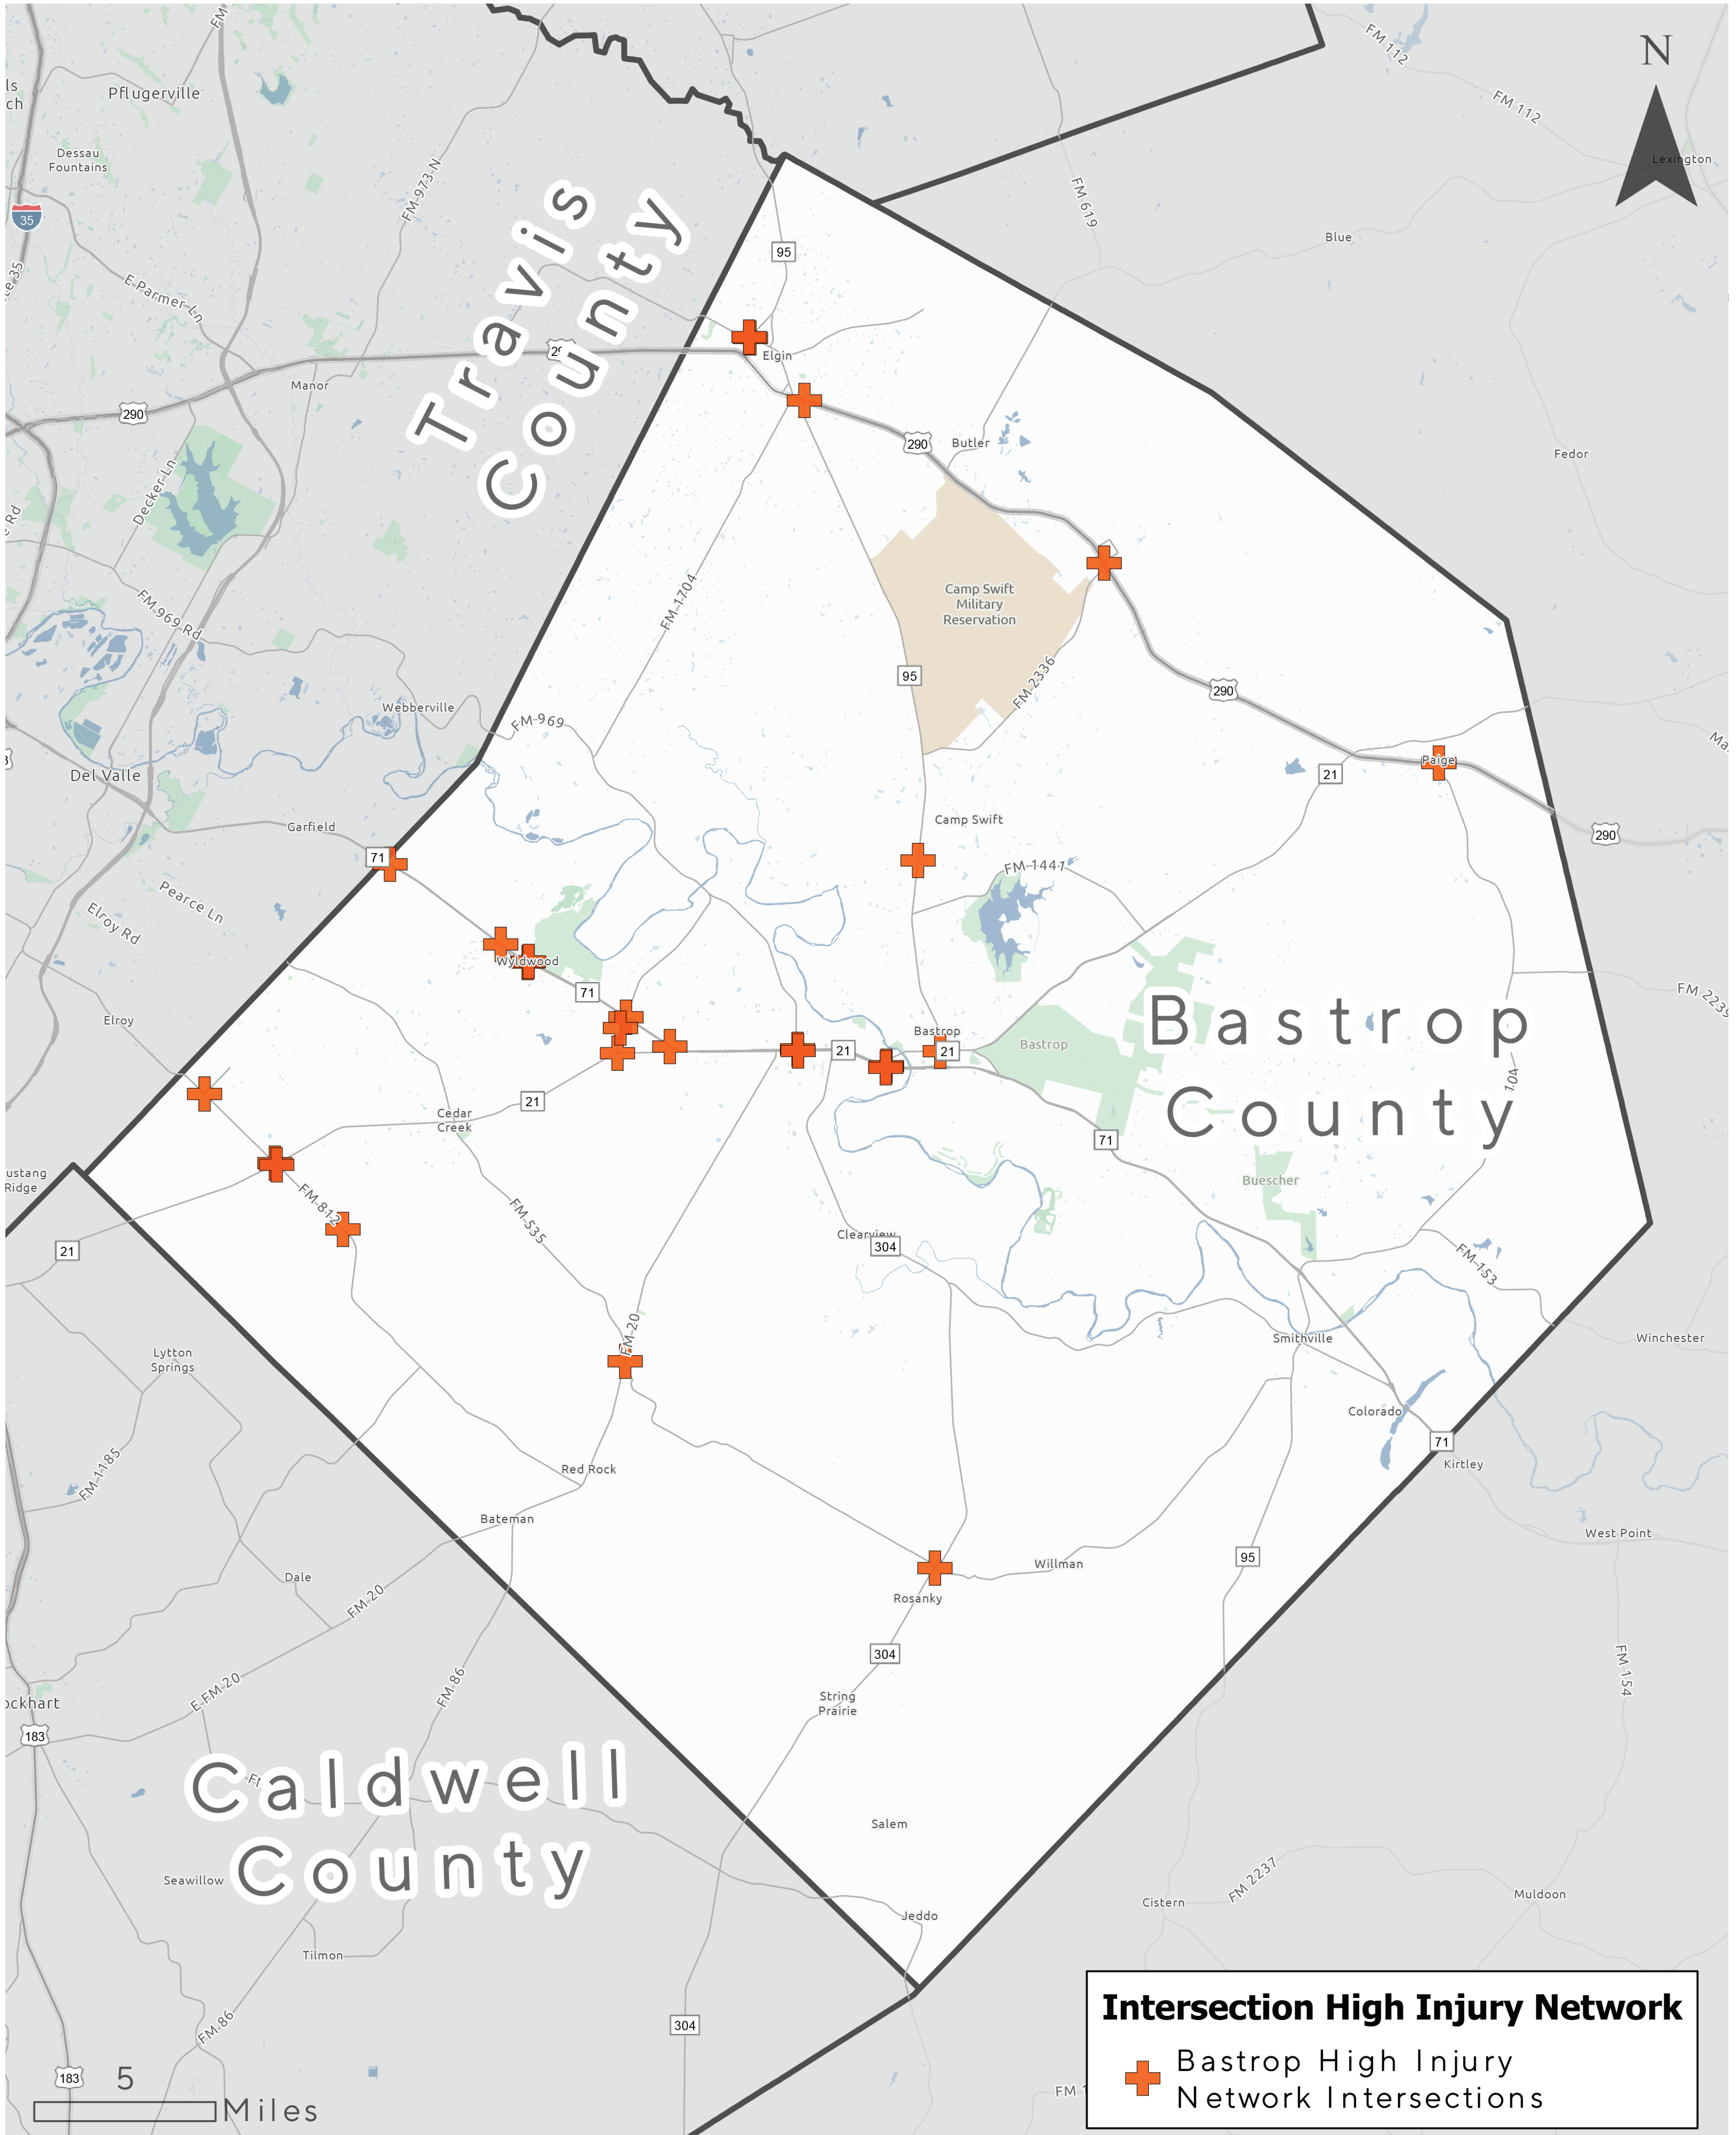 FM
FM 112
N
ls
ch
Pflugerville
FM 112
Dessau
Fountains
Lexington
FM-973 N
FM 619
35
Travis
County
Blue
95
E Parmer Ln
Elgin
Manor
290
290
Butler
Fedor
Decker Ln
Rd
Camp Swift
Military
Reservation
FM-1704
FM 969 Rd
95
FM-2336
290
Webberville
FM-969
Del Valle
Paige
21
Camp Swift
Garfield
290
71
FM-1441
Pearce Ln
Elroy Rd
Wyldwood
71
FM 2239
Elroy
Bastrop
County
Bastrop
21
21
Bastrop
21
Cedar
Creek
71
ustang
Ridge
Buescher
FM-812
FM-535
21
Clearview
304
FM-153
FM-20
Smithville
Winchester
Lytton
Springs
Colorado
71
Kirtley
FM-1185
Red Rock
Bateman
West Point
95
Willman
Dale
FM-20
Rosanky
304
FM 154
E-FM-20
FM-86
String
Prairie
ockhart
183
Caldwell
County
Salem
Seawillow
FM 2237
Muldoon
Cistern
Jeddo
Tilmon
FM-86
304
Intersection High Injury Network
Bastrop High Injury
Network Intersections
183
5
Miles